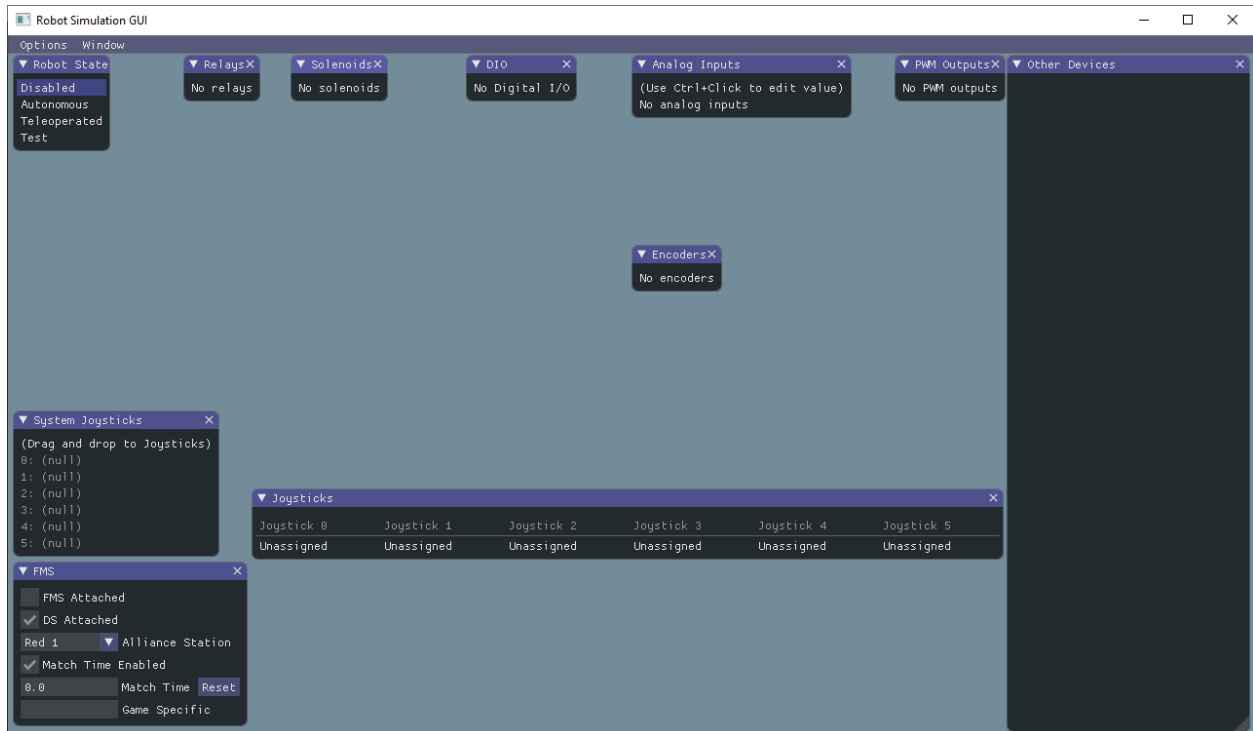 Robot Simulation GUI
Options Window
Robot State
Disabled
Autonomous
Teleoperated
Test
Relays
No relays
Solenoids
No solenoids
DIO
No Digital I/O
Analog Inputs
(Use Ctrl+Click to edit value)
No analog inputs
PWM Outputs
No PWM outputs
Other Devices
Encoders
No encoders
System Joysticks
(Drag and drop to Joysticks)
0: (null)
1: (null)
2: (null)
3: (null)
4: (null)
5: (null)
Joysticks
Joystick 0 Joystick 1 Joystick 2 Joystick 3 Joystick 4 Joystick 5
Unassigned Unassigned Unassigned Unassigned Unassigned Unassigned
FMS
FMS Attached
DS Attached
Red 1 Alliance Station
Match Time Enabled
0.0 Match Time Reset
Game Specific